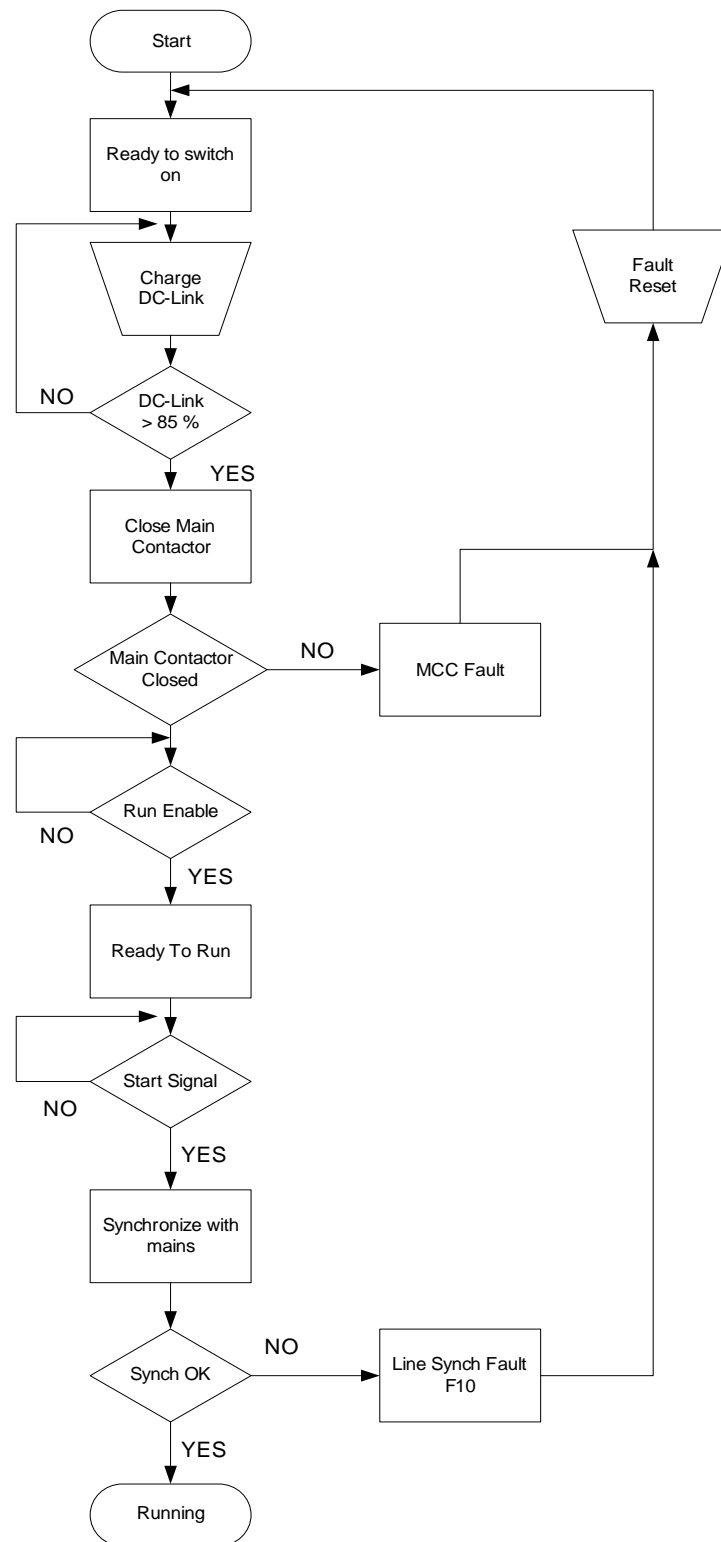 Start
Ready to switch
on
Charge
DC-Link
Fault
Reset
NO
DC-Link
> 85 %
YES
Close Main
Contactor
Main Contactor
Closed
NO
MCC Fault
Run Enable
NO
YES
Ready To Run
Start Signal
NO
YES
Synchronize with
mains
Synch OK
NO
Line Synch Fault
F10
YES
Running